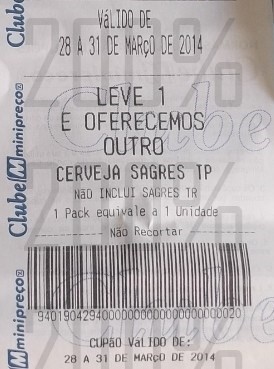 VáLIDO DE
28 A 31 DE MARçO DE 2014
LEVE 1
E OFERECEMOS
OUTRO
CERVEJA SAGRES TP
NãO INCLUI SAGRES TR
1 Pack equivale a 1 Unidade
Não Recortar
CUPãO VáLIDO DE:
28 A 31 DE MARçO DE 2014
Clube minipreço®
Clube minipreço®
20%
Clube